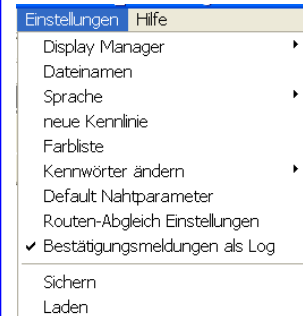 Einstellungen Hilfe
Display Manager
Dateinamen
Sprache
neue Kennlinie
Farbliste
Kennwörter ändern
Default Nahtparameter
Routen-Abgleich Einstellungen
Bestätigungsmeldungen als Log
Sichern
Laden